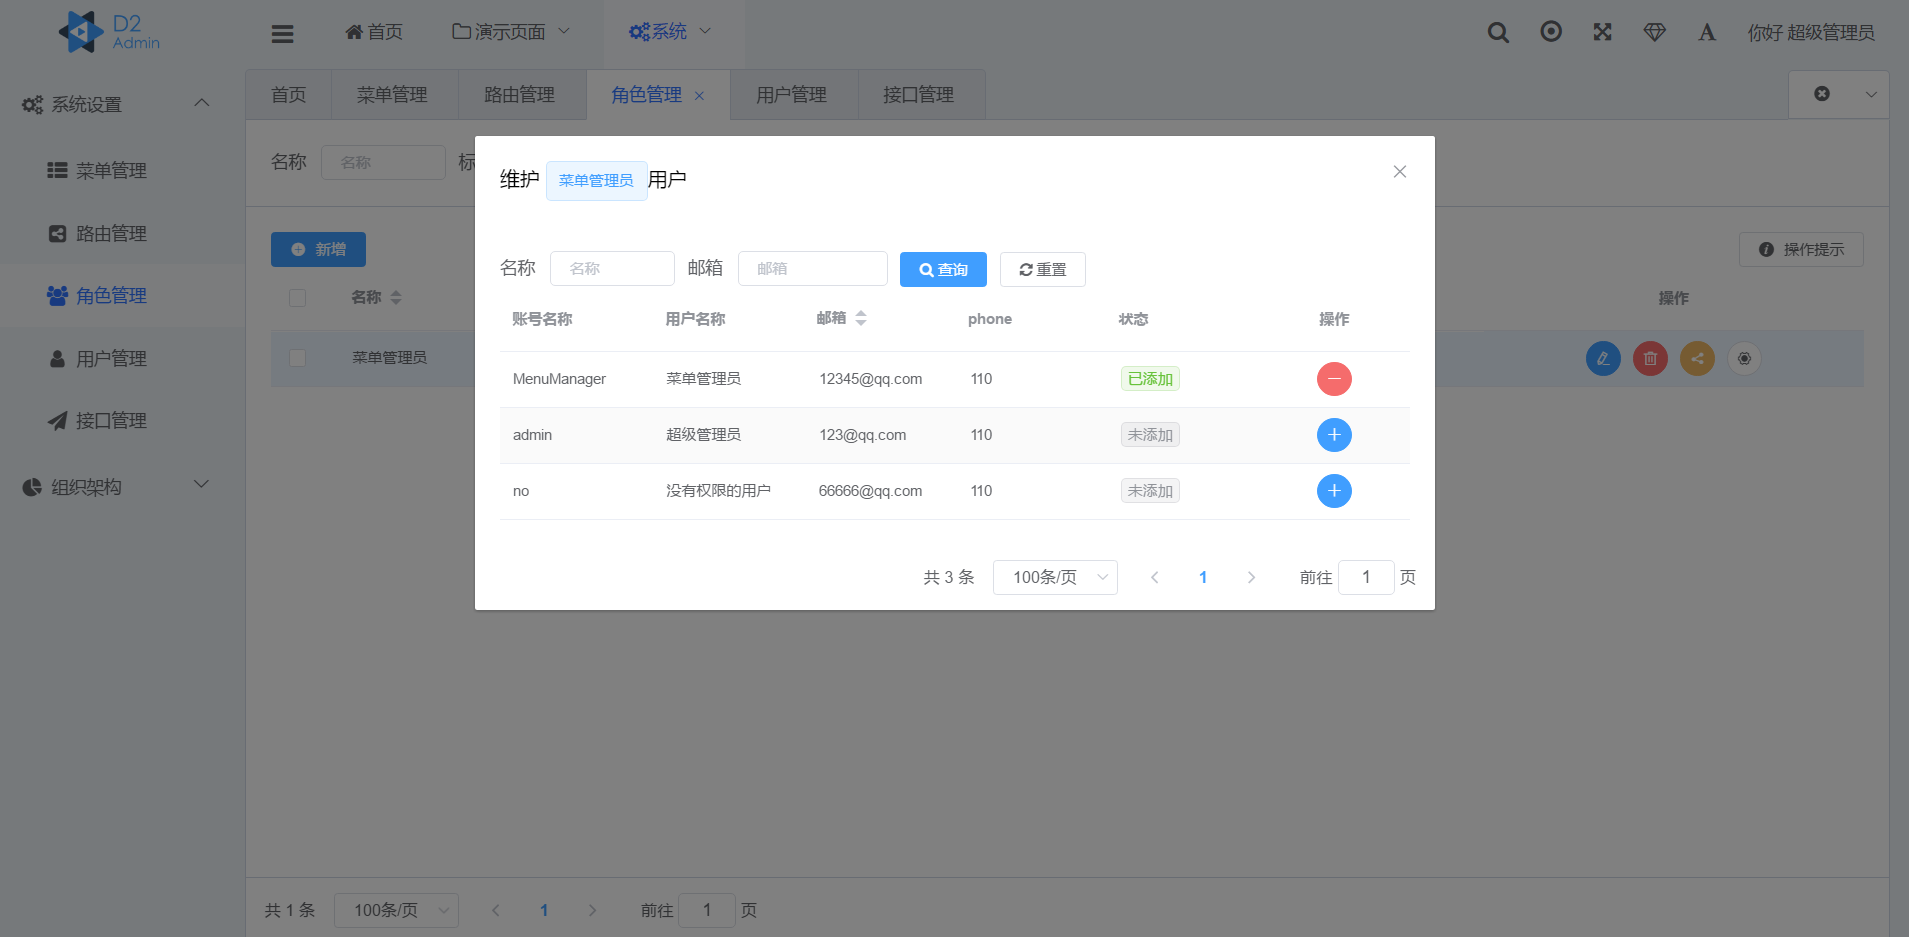 D2
Admin
首页
演示页面
系统
你好 超级管理员
系统设置
菜单管理
路由管理
角色管理
用户管理
接口管理
组织架构
首页
菜单管理
路由管理
角色管理
用户管理
接口管理
名称
名称
标
新增
操作提示
名称
操作
菜单管理员
维护 菜单管理员 用户
名称 名称 邮箱 邮箱 查询 重置
账号名称 用户名称 邮箱 phone 状态 操作
MenuManager 菜单管理员 12345@qq.com 110 已添加
admin 超级管理员 123@qq.com 110 未添加
no 没有权限的用户 66666@qq.com 110 未添加
共 3 条 100条/页 1 前往 1 页
共 1 条 100条/页 1 前往 1 页